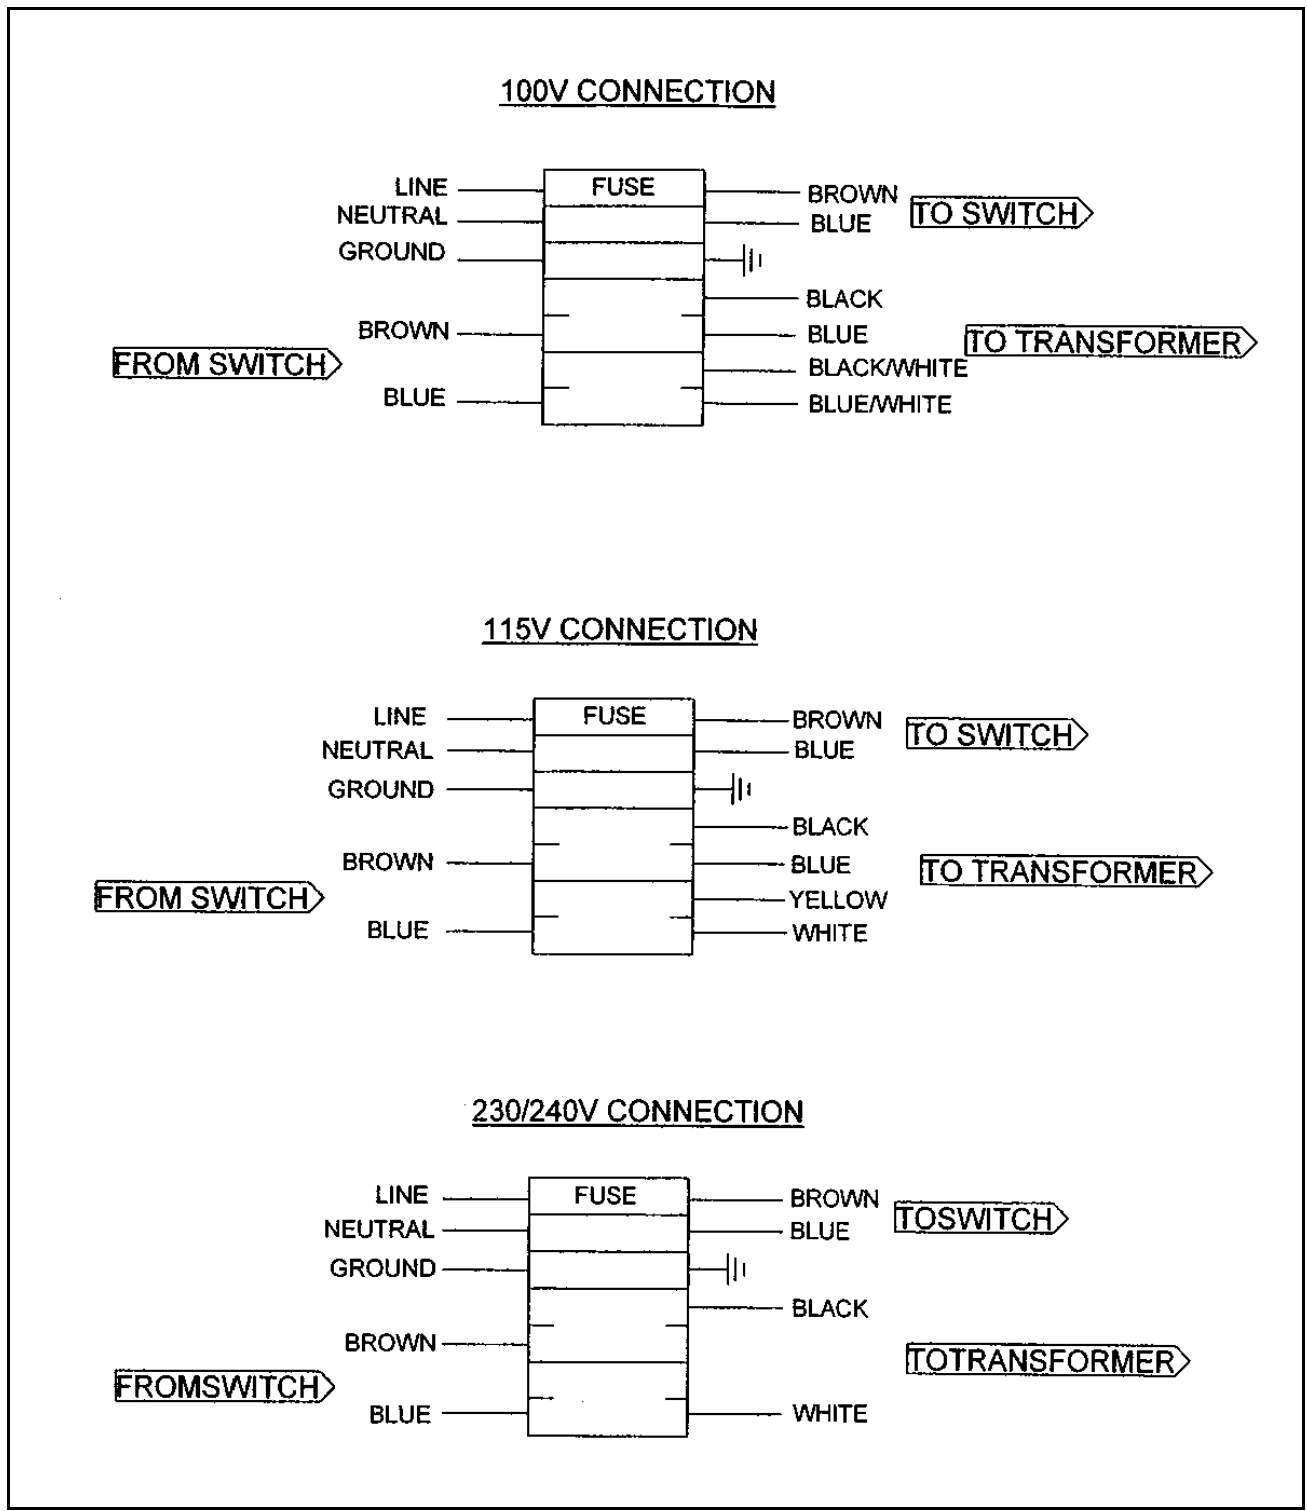 100V CONNECTION
LINE FUSE BROWN TO SWITCH
NEUTRAL BLUE
GROUND
BLACK
BROWN BLUE TO TRANSFORMER
FROM SWITCH BLACK/WHITE
BLUE BLUE/WHITE
115V CONNECTION
LINE FUSE BROWN TO SWITCH
NEUTRAL BLUE
GROUND
BLACK
BROWN BLUE TO TRANSFORMER
FROM SWITCH YELLOW
BLUE WHITE
230/240V CONNECTION
LINE FUSE BROWN TOSWITCH
NEUTRAL BLUE
GROUND
BLACK
BROWN TOTRANSFORMER
FROMSWITCH
BLUE WHITE